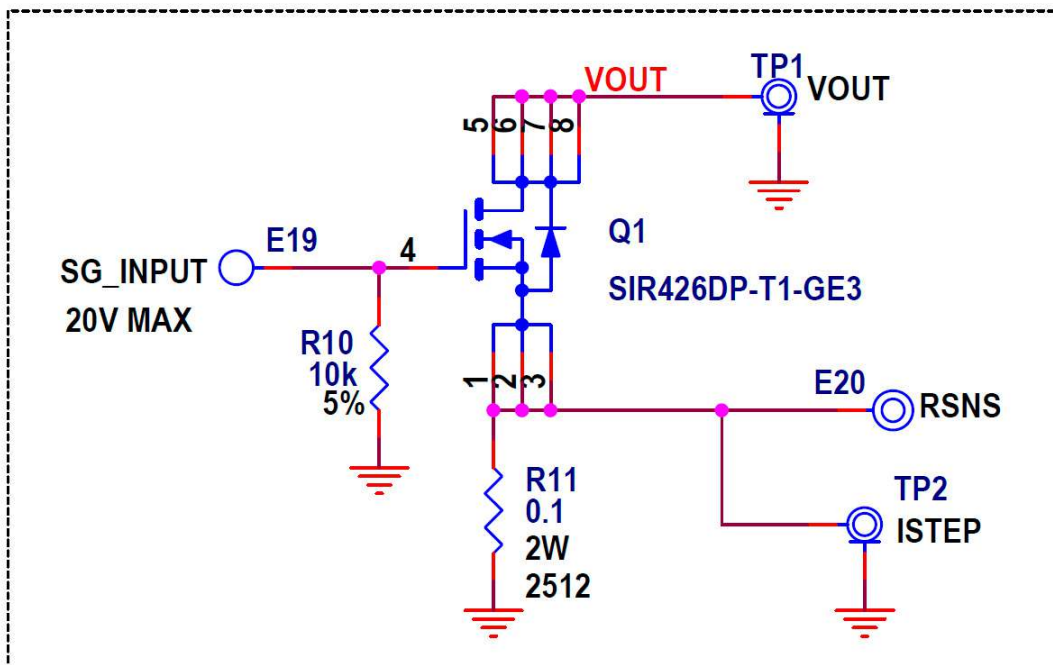 TP1
VOUT
VOUT
5
6
7
8
Q1
SIR426DP-T1-GE3
E19
4
SG_INPUT
20V MAX
R10
10k
5%
1
2
3
E20
RSNS
R11
0.1
2W
2512
TP2
ISTEP